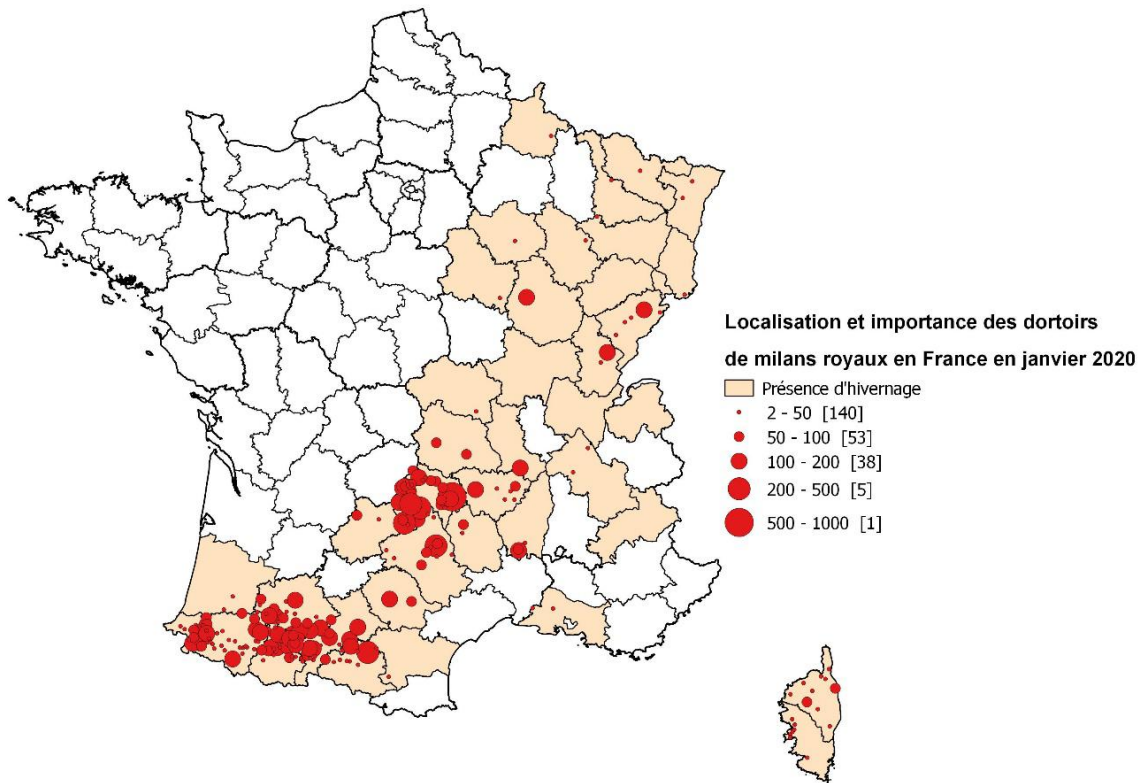 Localisation et importance des dortoirs
de milans royaux en France en janvier 2020
Présence d'hivernage
2 - 50 [140]
50 - 100 [53]
100 - 200 [38]
200 - 500 [5]
500 - 1000 [1]